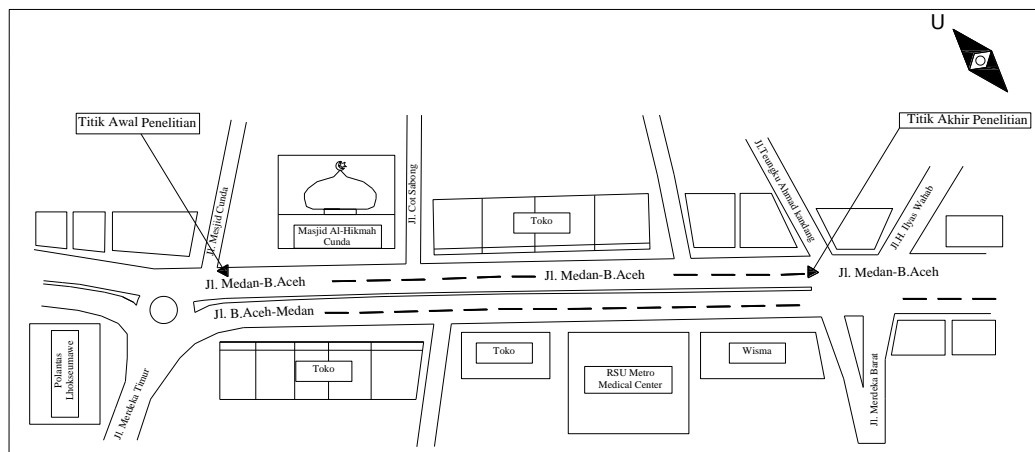 U
Titik Awal Penelitian
Titik Akhir Penelitian
Jl. Mesjid Cunda
Masjid Al-Hikmah
Cunda
Jl. Cot Sabong
Toko
Jl.Teungku Ahmad kandang
Jl.H. Ilyas Wahab
Jl. Medan-B.Aceh
Jl. Medan-B.Aceh
Jl. Medan-B.Aceh
Jl. B.Aceh-Medan
Polantas
Lhokseumawe
Jl. Merdeka Timur
Toko
Toko
RSU Metro
Medical Center
Wisma
Jl. Merdeka Barat